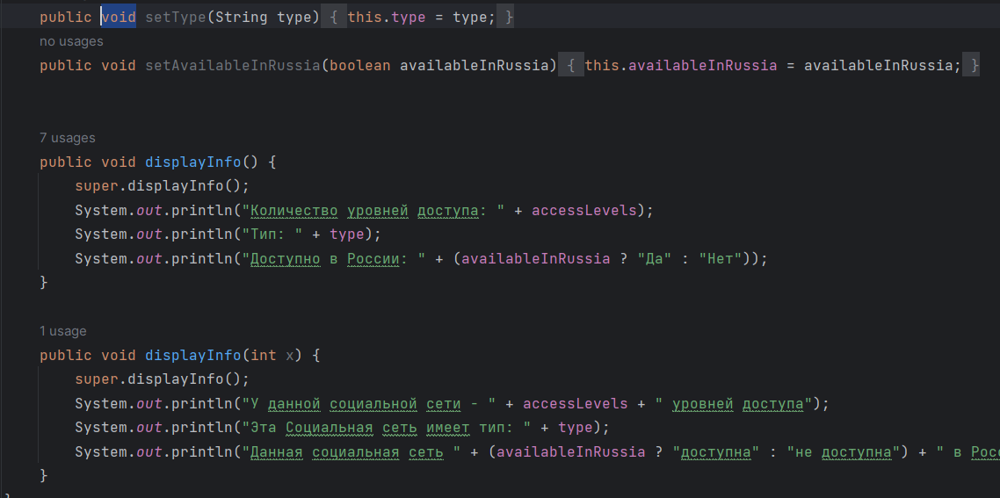 public void setType(String type) { this.type = type; }
no usages
public void setAvailableInRussia(boolean availableInRussia) { this.availableInRussia = availableInRussia; }
7 usages
public void displayInfo() {
super.displayInfo();
System.out.println("Количество уровней доступа: " + accessLevels);
System.out.println("Тип: " + type);
System.out.println("Доступно в России: " + (availableInRussia ? "Да" : "Нет"));
}
1 usage
public void displayInfo(int x) {
super.displayInfo();
System.out.println("У данной социальной сети - " + accessLevels + " уровней доступа");
System.out.println("Эта Социальная сеть имеет тип: " + type);
System.out.println("Данная социальная сеть " + (availableInRussia ? "доступна" : "не доступна") + " в Рос
}